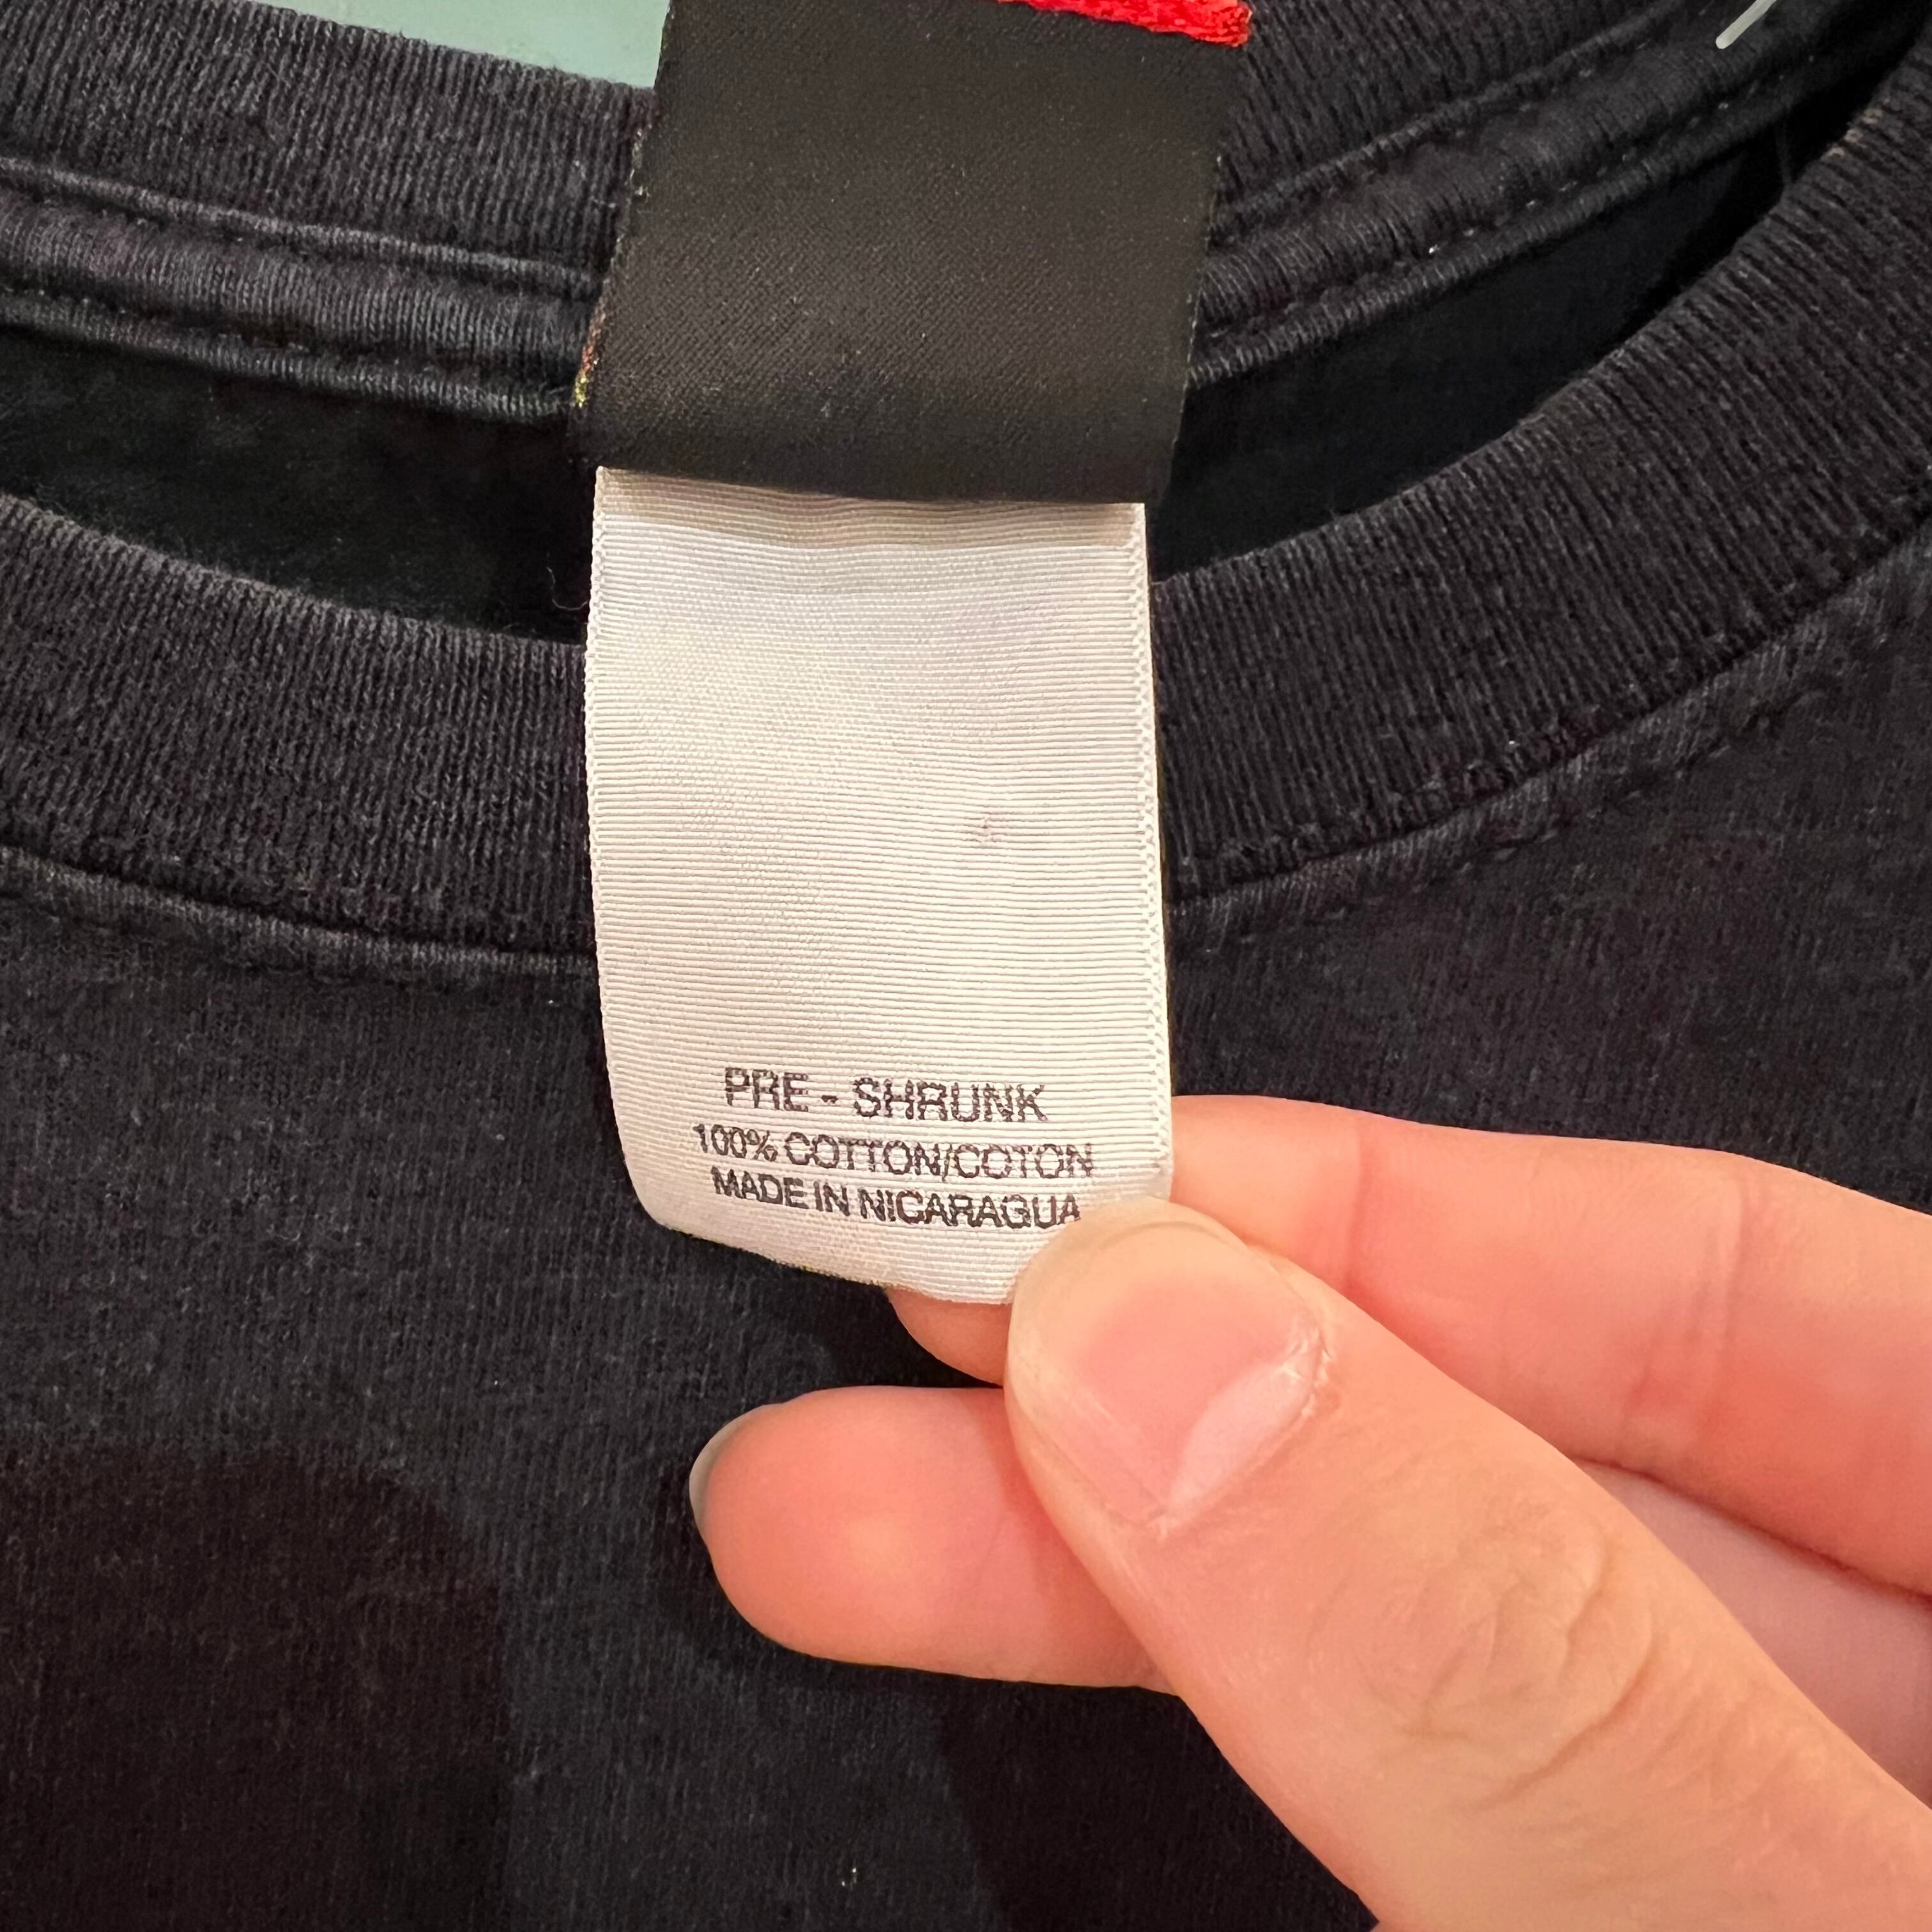 PRE - SHRUNK
100% COTTON/COTON
MADE IN NICARAGUA